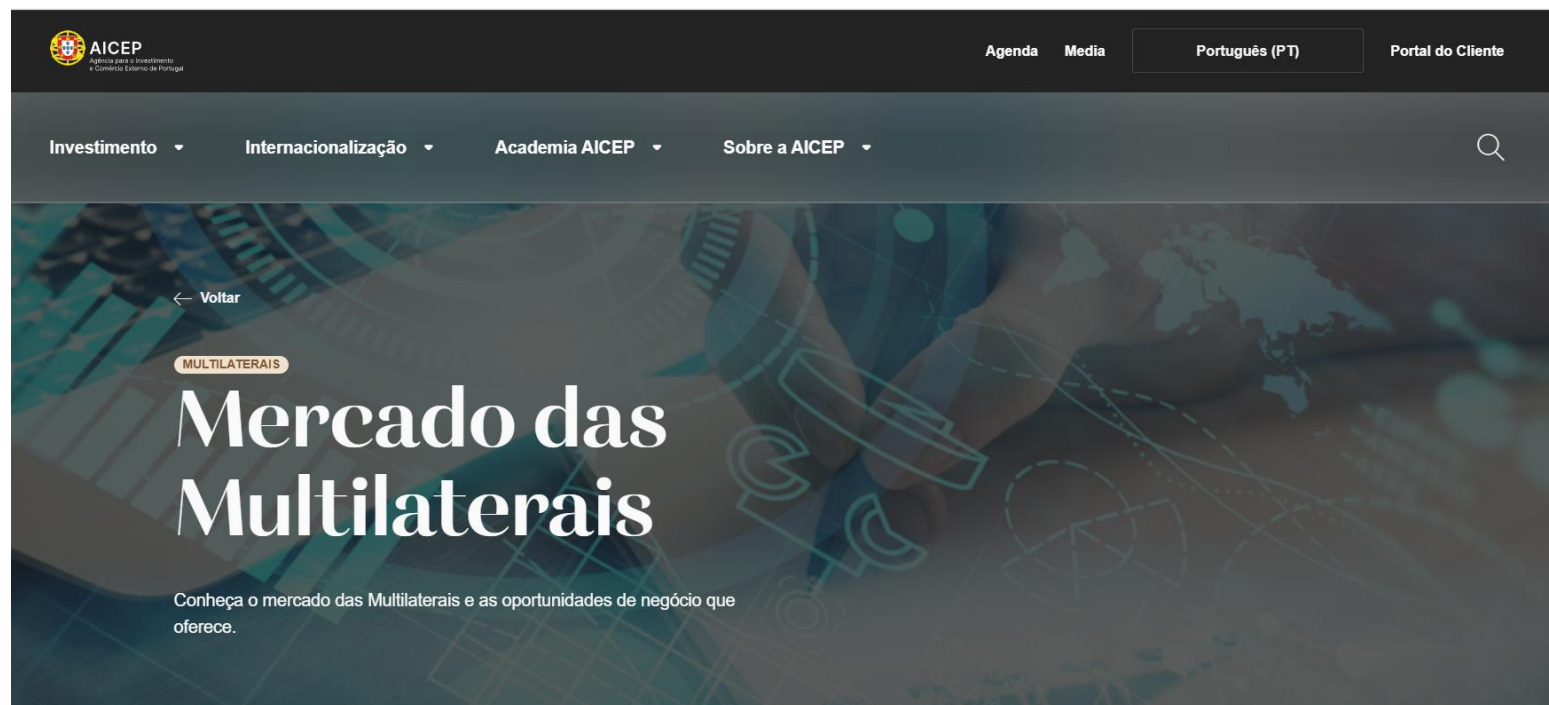 AICEP
Agência para o Investimento
e Comércio Externo de Portugal
Agenda Media Português (PT) Portal do Cliente
Investimento Internacionalização Academia AICEP Sobre a AICEP
Voltar
MULTILATERAIS
Mercado das
Multilaterais
Conheça o mercado das Multilaterais e as oportunidades de negócio que
oferece.